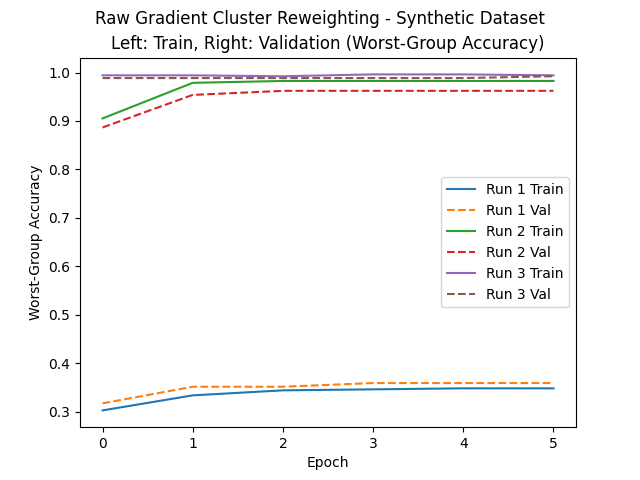 Raw Gradient Cluster Reweighting - Synthetic Dataset
Left: Train, Right: Validation (Worst-Group Accuracy)
1.0
0.9
0.8
0.7
0.6
0.5
0.4
0.3
Worst-Group Accuracy
Run 1 Train
Run 1 Val
Run 2 Train
Run 2 Val
Run 3 Train
Run 3 Val
0 1 2 3 4 5
Epoch